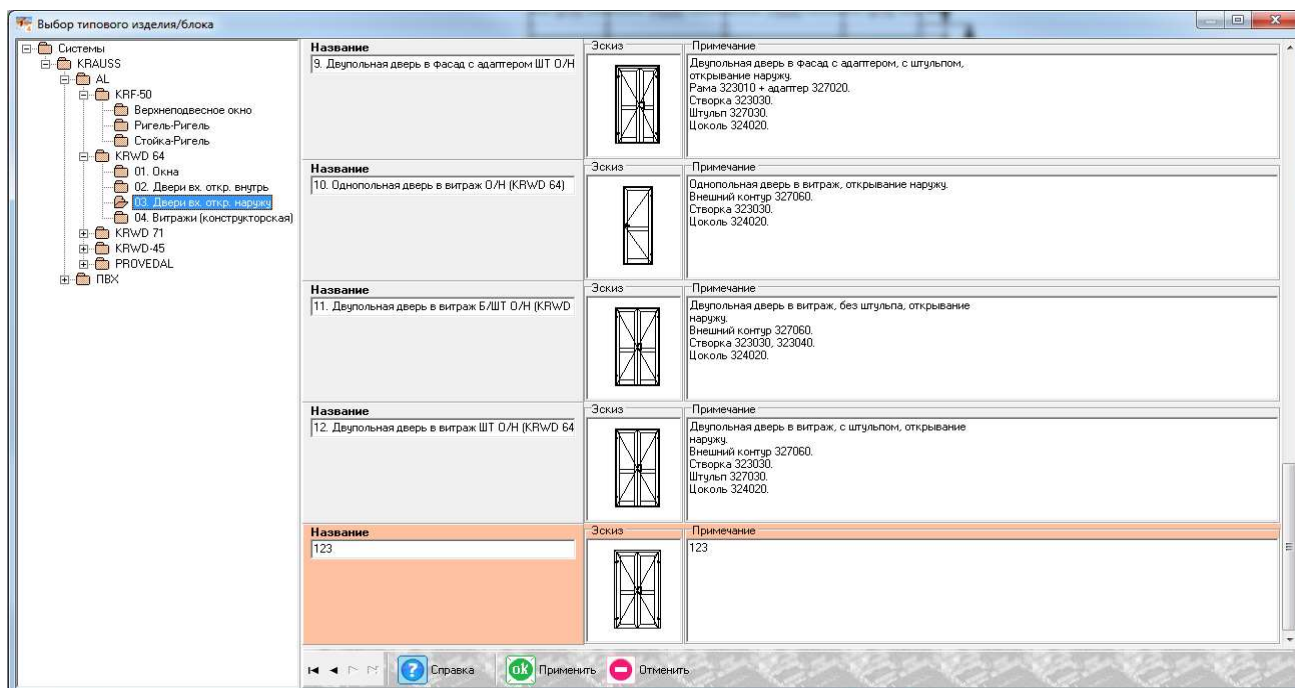 Выбор типового изделия/блока
Системы
KRAUSS
AL
KRF-50
Верхнеподвесное окно
Ригель-Ригель
Стойка-Ригель
KRWD 64
01. Окна
02. Двери вх. откр. внутрь
03. Двери вх. откр. наружу
04. Витражи (конструкторская)
KRWD 71
KRWD-45
PROVEDAL
ПВХ
Название
9. Двупольная дверь в фасад с адаптером ШТ О/Н
Эскиз
Примечание
Двупольная дверь в фасад с адаптером, с штульпом,
открывание наружу.
Рама 323010 + адаптер 327020.
Створка 323030.
Штульп 327030.
Цоколь 324020.
Название
10. Однопольная дверь в витраж О/Н (KRWD 64)
Эскиз
Примечание
Однопольная дверь в витраж, открывание наружу.
Внешний контур 327060.
Створка 323030.
Цоколь 324020.
Название
11. Двупольная дверь в витраж Б/ШТ О/Н (KRWD
Эскиз
Примечание
Двупольная дверь в витраж, без штульпа, открывание
наружу.
Внешний контур 327060.
Створка 323030, 323040.
Цоколь 324020.
Название
12. Двупольная дверь в витраж ШТ О/Н (KRWD 64
Эскиз
Примечание
Двупольная дверь в витраж, с штульпом, открывание
наружу.
Внешний контур 327060.
Створка 323030.
Штульп 327030.
Цоколь 324020.
Название
123
Эскиз
Примечание
123
Справка
ok Применить
Отменить